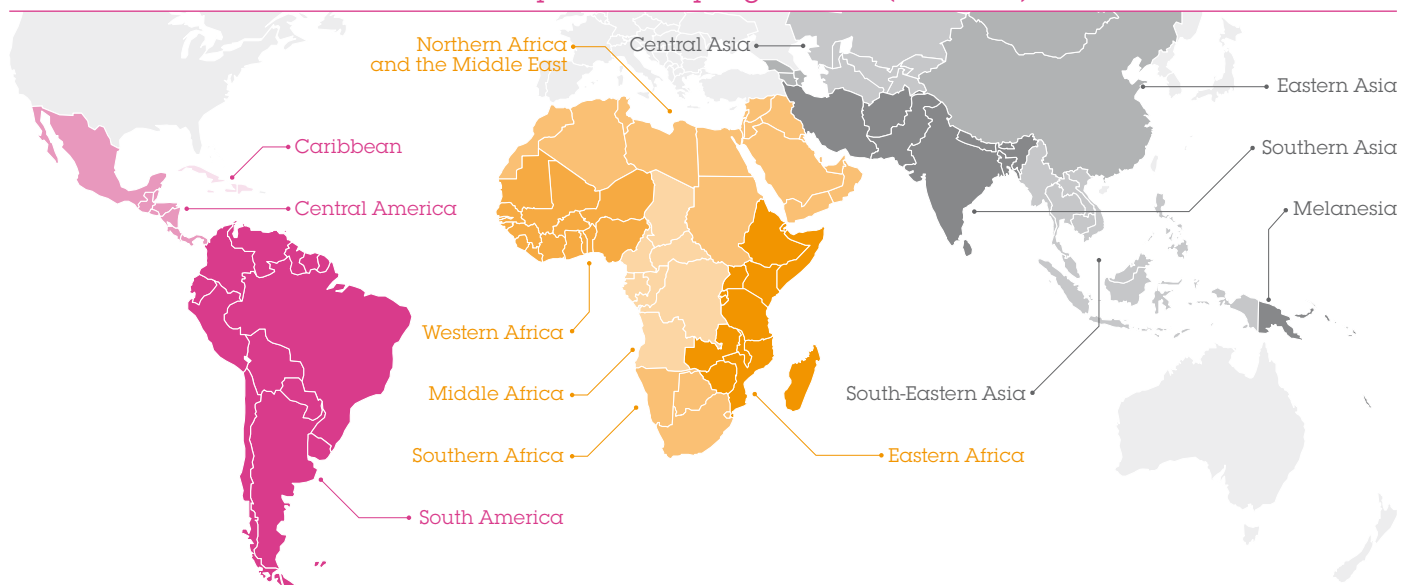 Northern Africa
and the Middle East
Central Asia
Eastern Asia
Caribbean
Southern Asia
Central America
Melanesia
Western Africa
Middle Africa
South-Eastern Asia
Southern Africa
Eastern Africa
South America